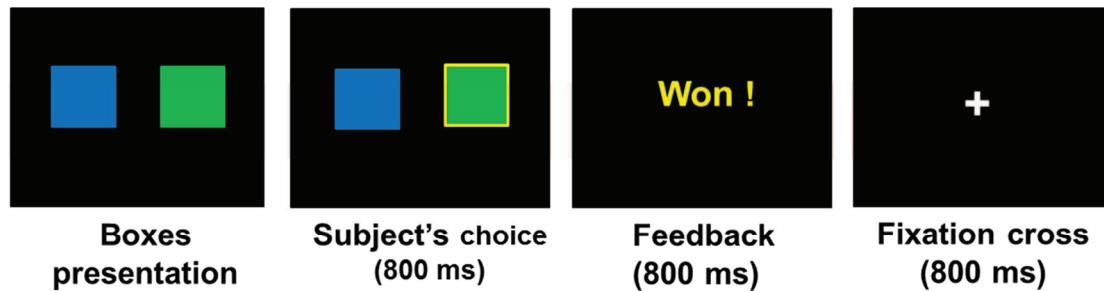 Won !
Boxes
presentation
Subject's choice
(800 ms)
Feedback
(800 ms)
Fixation cross
(800 ms)